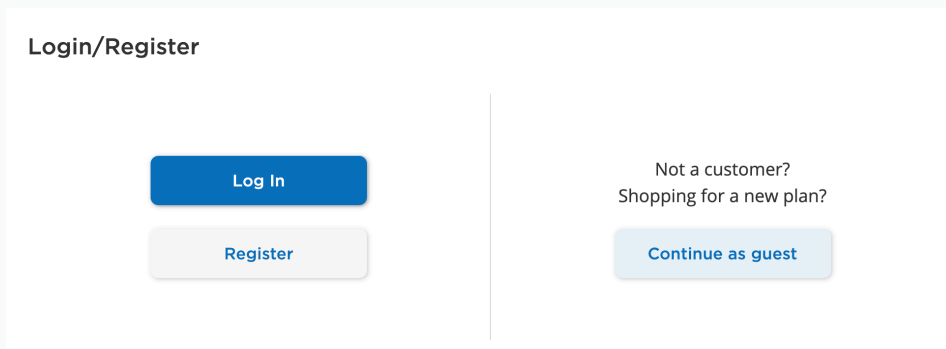 Login/Register
Log In
Register
Not a customer?
Shopping for a new plan?
Continue as guest